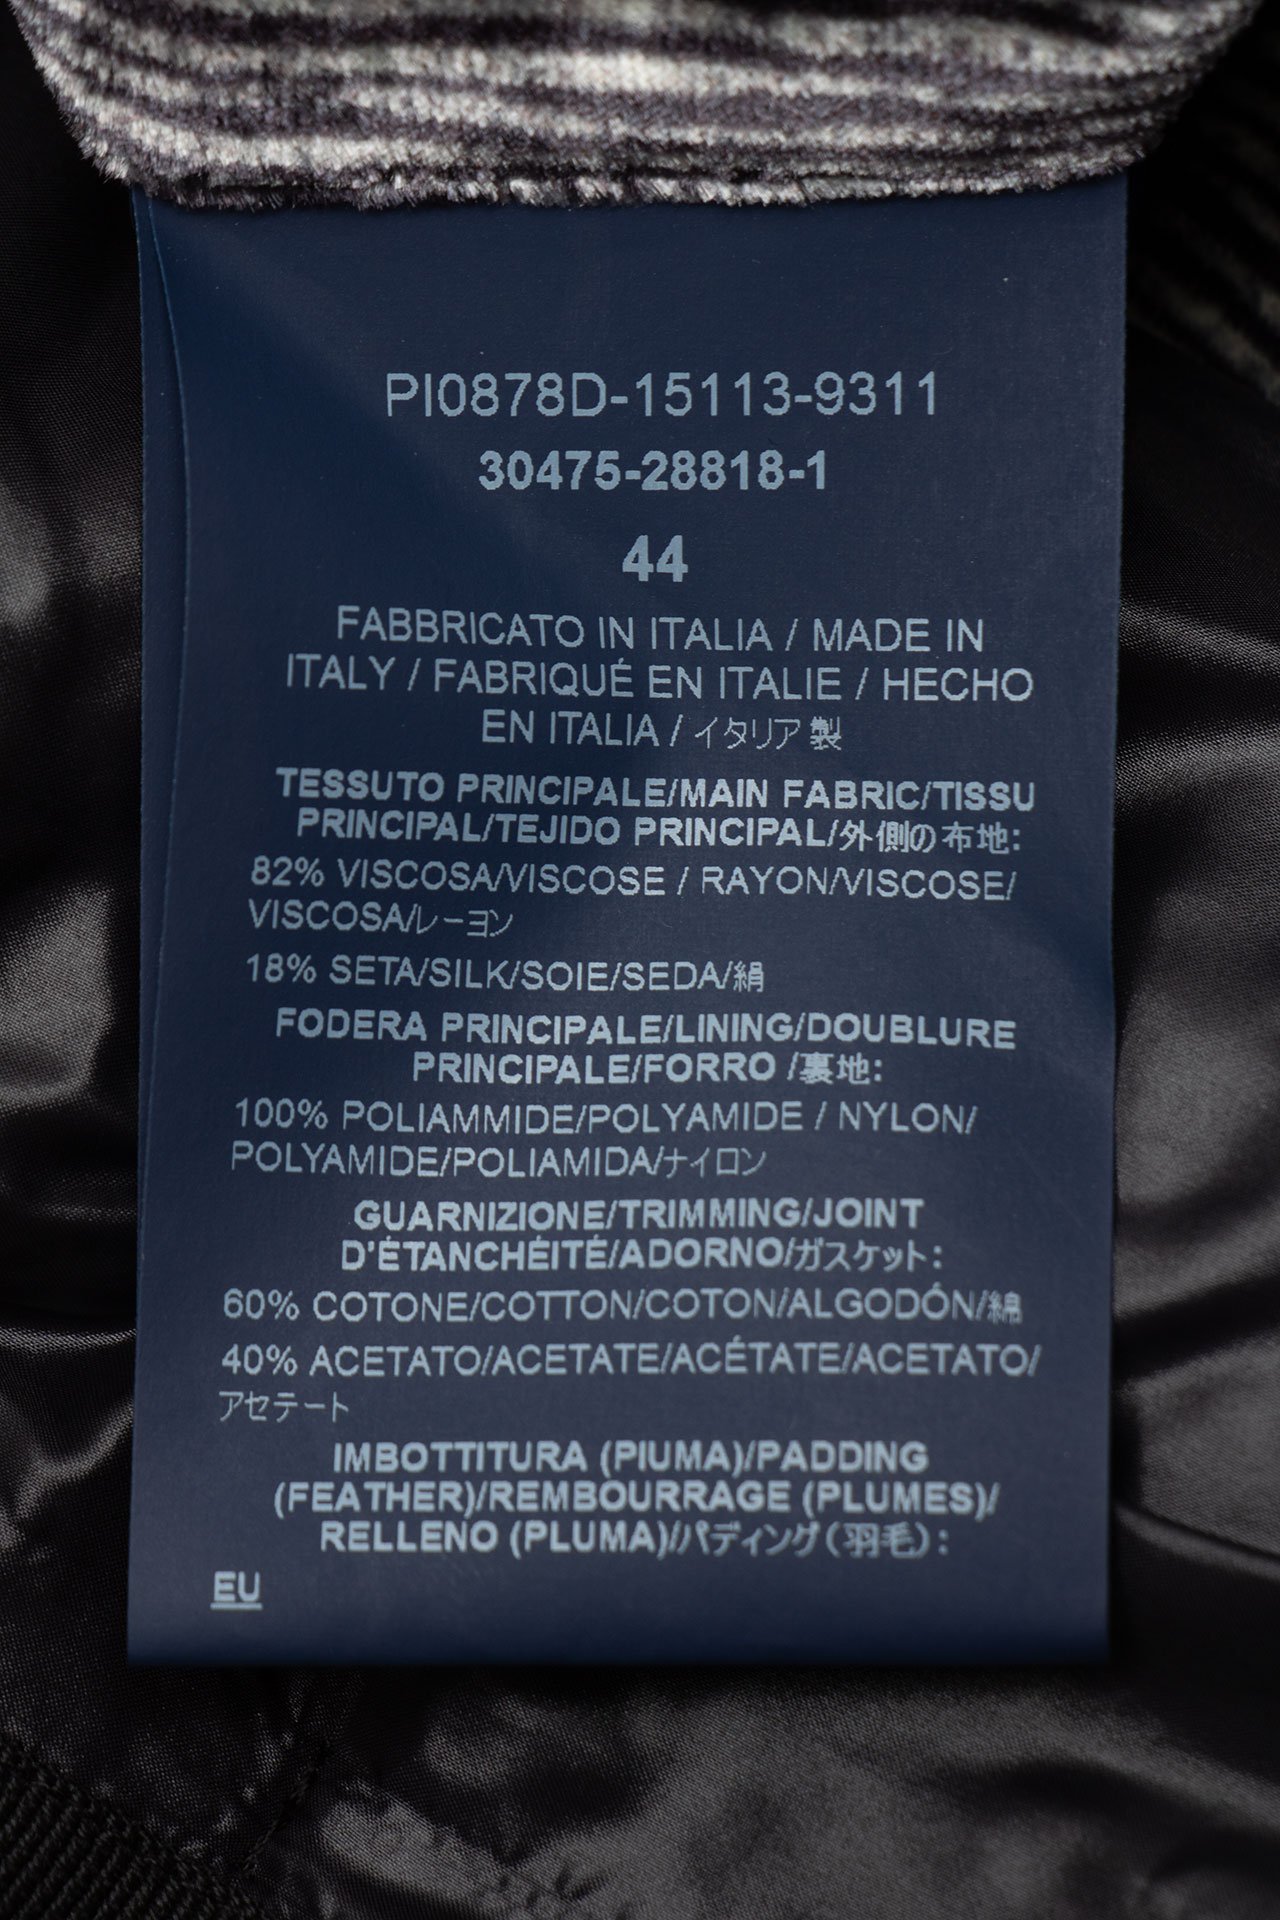 PI0878D-15113-9311
30475-28818-1
44
FABBRICATO IN ITALIA / MADE IN
ITALY / FABRIQUÉ EN ITALIE / HECHO
EN ITALIA / イタリア製
TESSUTO PRINCIPALE/MAIN FABRIC/TISSU
PRINCIPAL/TEJIDO PRINCIPAL/外側の布地:
82% VISCOSA/VISCOSE / RAYON/VISCOSE/
VISCOSA/レーヨン
18% SETA/SILK/SOIE/SEDA/絹
FODERA PRINCIPALE/LINING/DOUBLURE
PRINCIPALE/FORRO /裏地:
100% POLIAMMIDE/POLYAMIDE / NYLON/
POLYAMIDE/POLIAMIDA/ナイロン
GUARNIZIONE/TRIMMING/JOINT
D'ÉTANCHÉITÉ/ADORNO/ガスケット:
60% COTONE/COTTON/COTON/ALGODÓN/綿
40% ACETATO/ACETATE/ACÉTATE/ACETATO/
アセテート
IMBOTTITURA (PIUMA)/PADDING
(FEATHER)/REMBOURRAGE (PLUMES)/
RELLENO (PLUMA)/パディング(羽毛):
EU